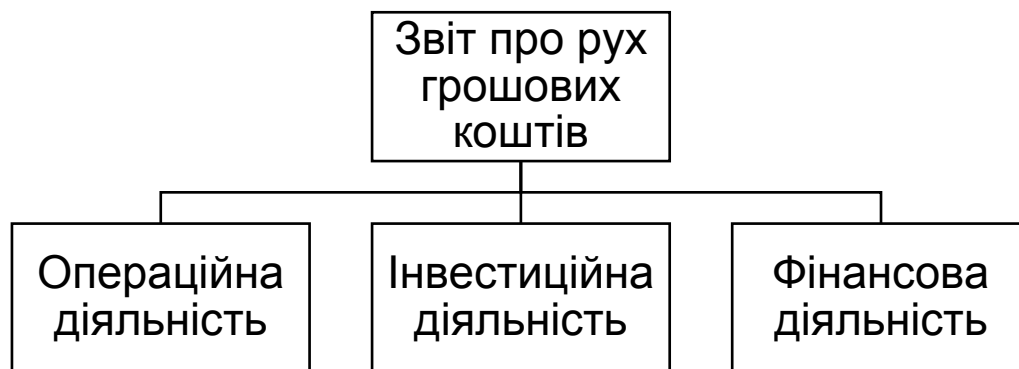 Звіт про рух
грошових
коштів
Операційна
діяльність
Інвестиційна
діяльність
Фінансова
діяльність